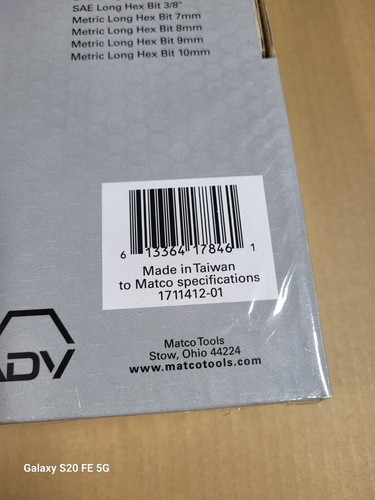 SAE Long Hex Bit 3/8"
Metric Long Hex Bit 7mm
Metric Long Hex Bit 8mm
Metric Long Hex Bit 9mm
Metric Long Hex Bit 10mm
6 13364 17846 1
Made in Taiwan
to Matco specifications
1711412-01
ADV
Matco Tools
Stow, Ohio 44224
www.matcotools.com
Galaxy S20 FE 5G